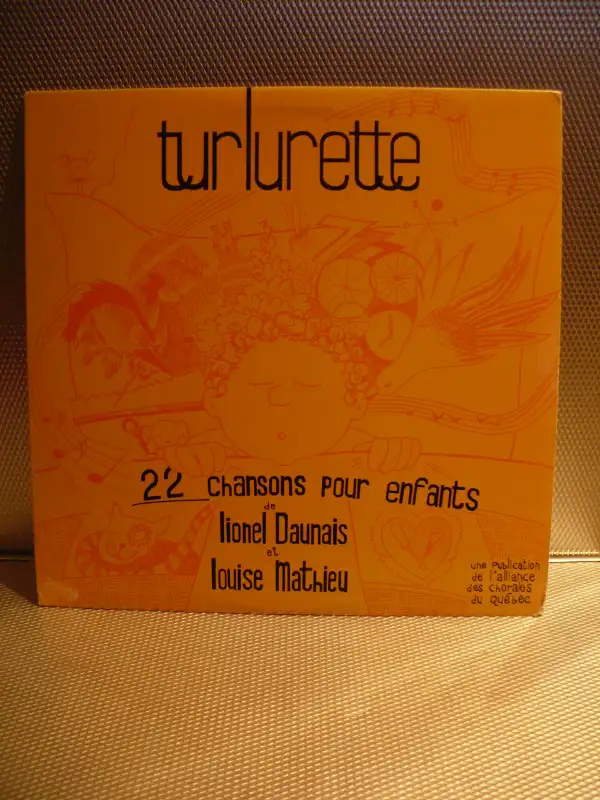 turlurette
22 chansons pour enfants
de
lionel Daunais
et
louise Mathieu
une publication
de l'alliance
des chorales
du Québec